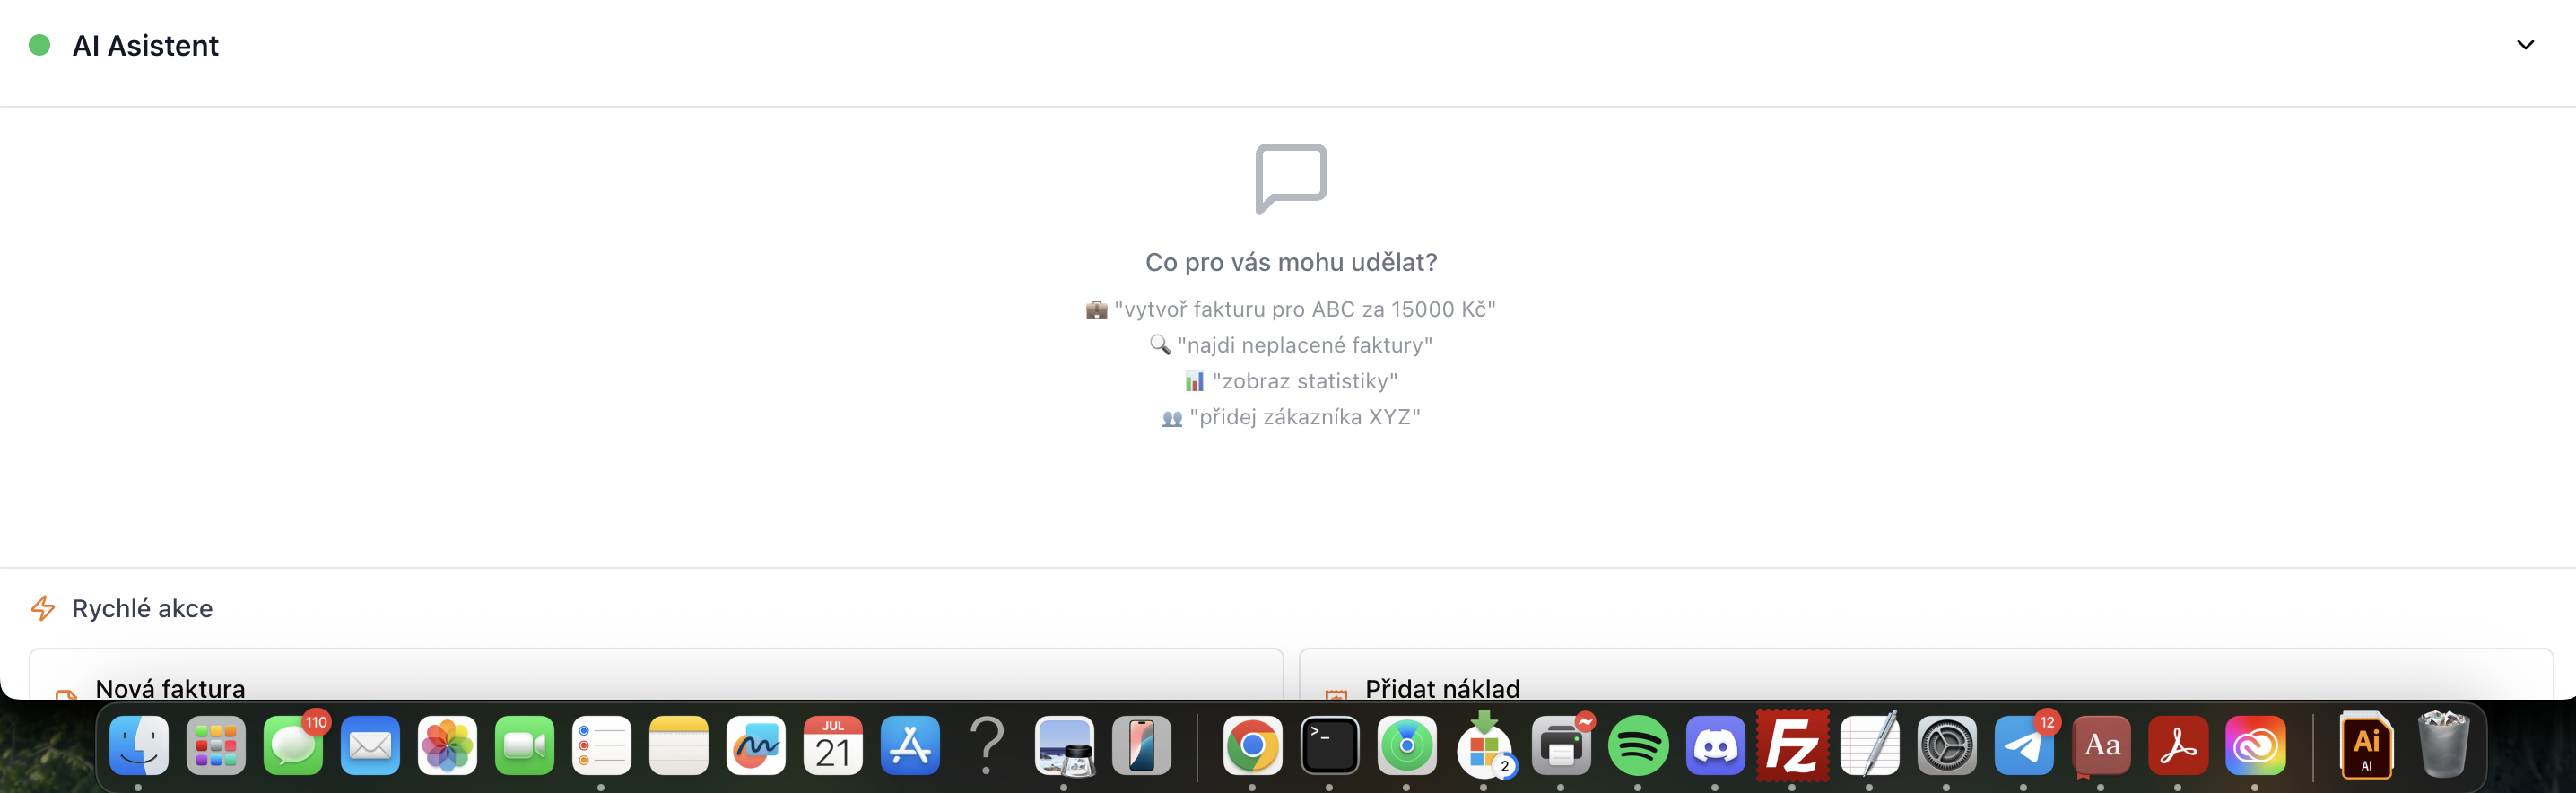 AI Asistent
Co pro vás mohu udělat?
"vytvoř fakturu pro ABC za 15000 Kč"
"najdi neplacené faktury"
"zobraz statistiky"
"přidej zákazníka XYZ"
Rychlé akce
Nová faktura
Přidat náklad
110
JUL
21
?
>_
2
Fz
12
Aa
Ai
AI